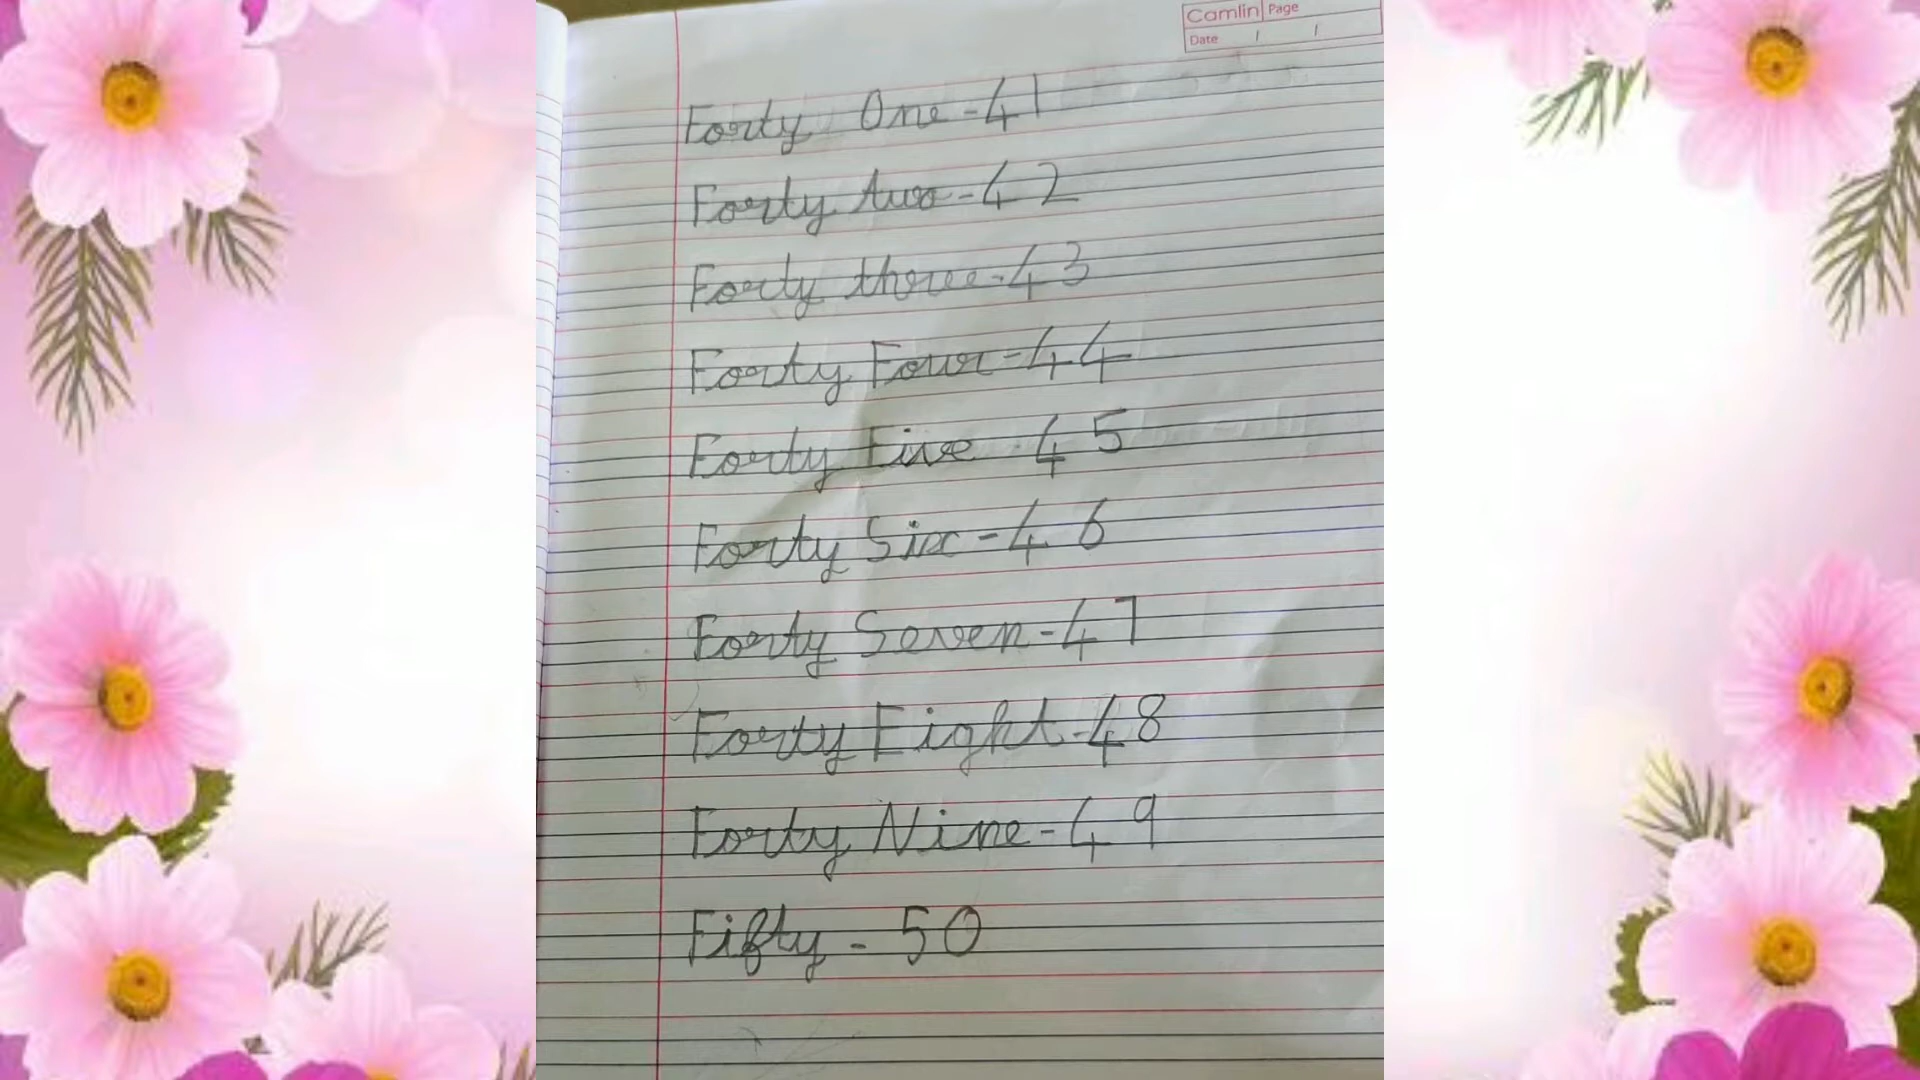 Camlin Page
Date / /
Forty One - 41
Forty two - 42
Forty three - 43
Forty Four - 44
Forty Five - 45
Forty Six - 46
Forty Seven - 47
Forty Eight - 48
Forty Nine - 49
Fifty - 50